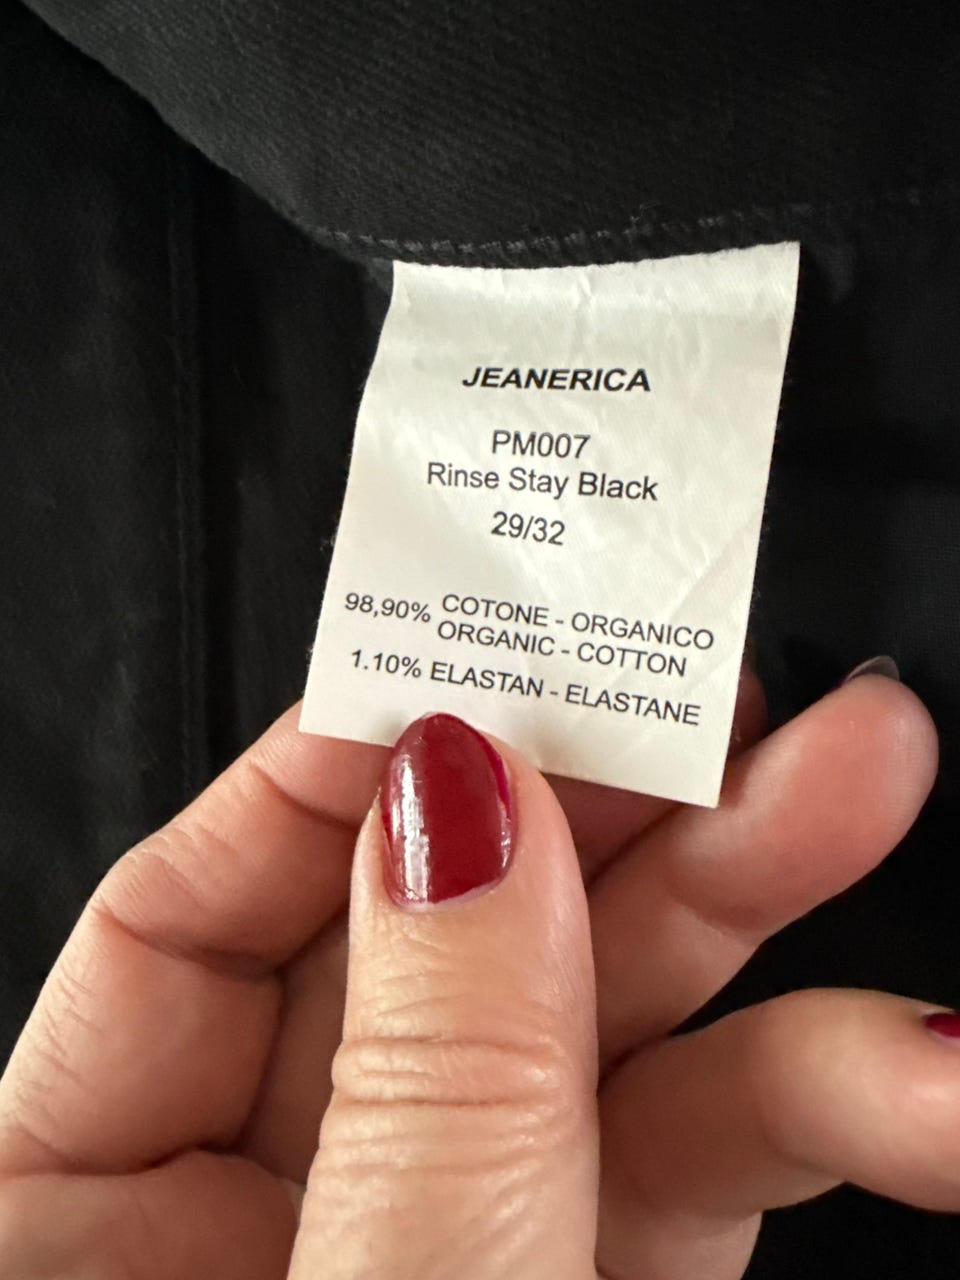 JEANERICA
PM007
Rinse Stay Black
29/32
98,90% COTONE - ORGANICO
ORGANIC - COTTON
1.10% ELASTAN - ELASTANE